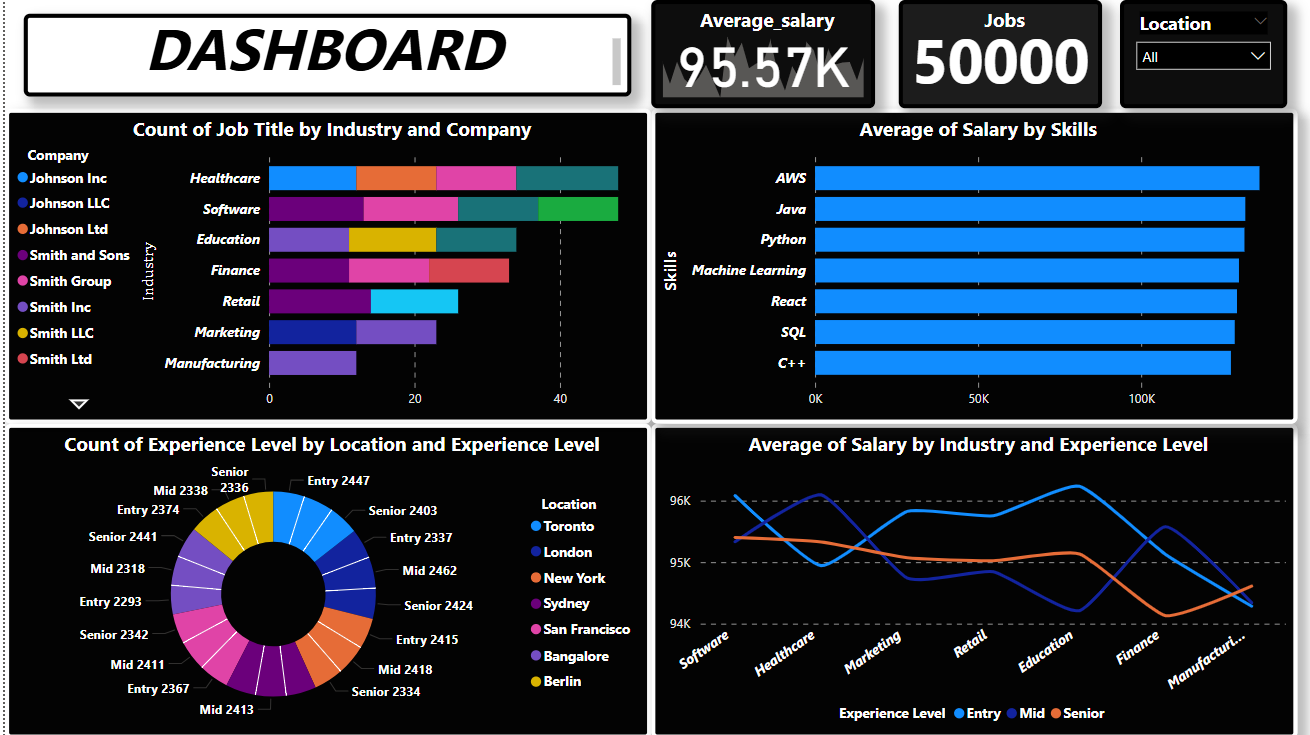 DASHBOARD
Average_salary
95.57K
Jobs
50000
Location
All
Count of Job Title by Industry and Company
Company
Johnson Inc
Johnson LLC
Johnson Ltd
Smith and Sons
Smith Group
Smith Inc
Smith LLC
Smith Ltd
Industry
Healthcare
Software
Education
Finance
Retail
Marketing
Manufacturing
0
20
40
Average of Salary by Skills
Skills
AWS
Java
Python
Machine Learning
React
SQL
C++
0K
50K
100K
Count of Experience Level by Location and Experience Level
Entry 2447
Senior 2403
Entry 2337
Mid 2462
Senior 2424
Entry 2415
Mid 2418
Senior 2334
Mid 2413
Entry 2367
Mid 2411
Senior 2342
Entry 2293
Mid 2318
Senior 2441
Entry 2374
Mid 2338
Senior
2336
Location
Toronto
London
New York
Sydney
San Francisco
Bangalore
Berlin
Average of Salary by Industry and Experience Level
96K
95K
94K
Software
Healthcare
Marketing
Retail
Education
Finance
Manufacturi...
Experience Level
Entry
Mid
Senior